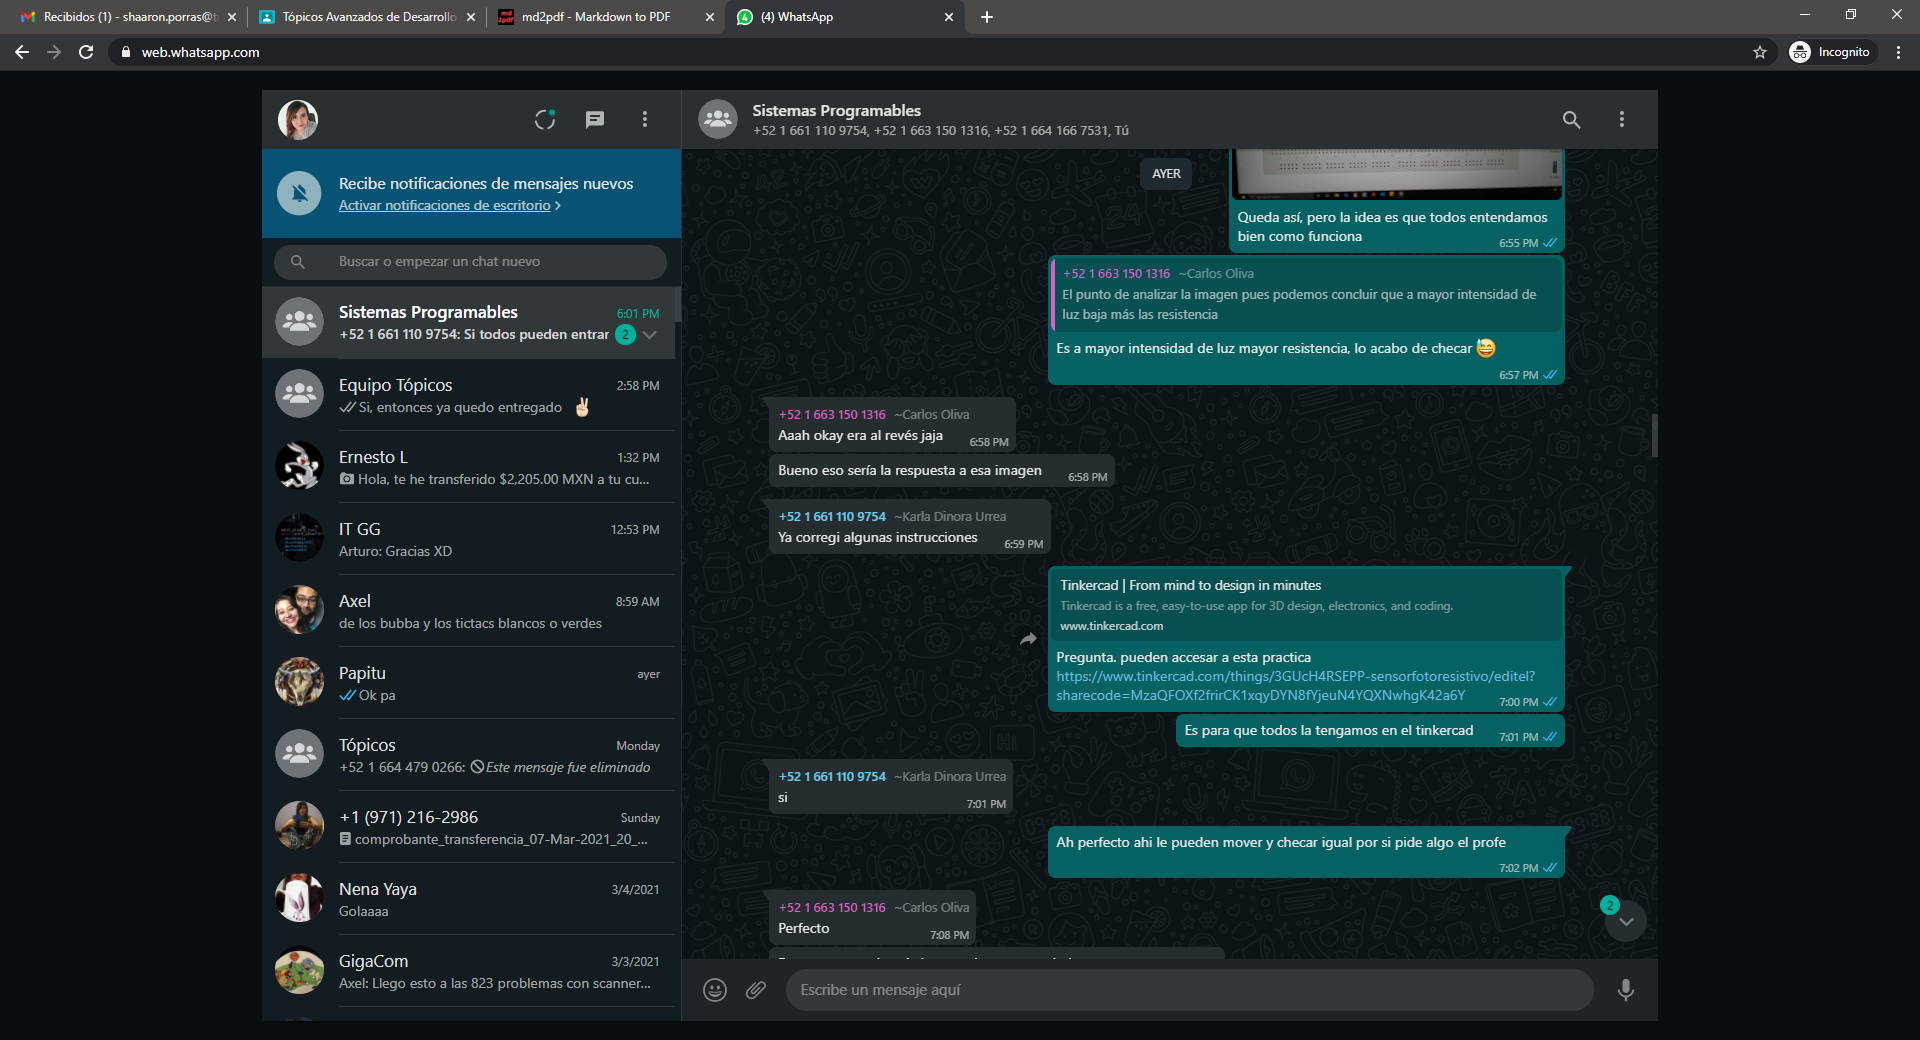 Recibidos (1) - shaaron.porras@t
Tópicos Avanzados de Desarrollo
md2pdf - Markdown to PDF
(4) WhatsApp
web.whatsapp.com
Incognito
Recibe notificaciones de mensajes nuevos
Activar notificaciones de escritorio >
Buscar o empezar un chat nuevo
Sistemas Programables
6:01 PM
+52 1 661 110 9754: Si todos pueden entrar
2
Equipo Tópicos
2:58 PM
Si, entonces ya quedo entregado ✌🏻
Ernesto L
1:32 PM
Hola, te he transferido $2,205.00 MXN a tu cu...
IT GG
12:53 PM
Arturo: Gracias XD
Axel
8:59 AM
de los bubba y los tictacs blancos o verdes
Papitu
ayer
Ok pa
Tópicos
Monday
+52 1 664 479 0266: Este mensaje fue eliminado
+1 (971) 216-2986
Sunday
comprobante_transferencia_07-Mar-2021_20_...
Nena Yaya
3/4/2021
Golaaaa
GigaCom
3/3/2021
Axel: Llego esto a las 823 problemas con scanner...
Sistemas Programables
+52 1 661 110 9754, +52 1 663 150 1316, +52 1 664 166 7531, Tú
AYER
Queda así, pero la idea es que todos entendamos
bien como funciona
6:55 PM
+52 1 663 150 1316 ~Carlos Oliva
El punto de analizar la imagen pues podemos concluir que a mayor intensidad de
luz baja más las resistencia
Es a mayor intensidad de luz mayor resistencia, lo acabo de checar 😅
6:57 PM
+52 1 663 150 1316 ~Carlos Oliva
Aaah okay era al revés jaja
6:58 PM
Bueno eso sería la respuesta a esa imagen
6:58 PM
+52 1 661 110 9754 ~Karla Dinora Urrea
Ya corregi algunas instrucciones
6:59 PM
Tinkercad | From mind to design in minutes
Tinkercad is a free, easy-to-use app for 3D design, electronics, and coding.
www.tinkercad.com
Pregunta. pueden accesar a esta practica
https://www.tinkercad.com/things/3GUcH4RSEPP-sensorfotoresistivo/editel?
sharecode=MzaQFOXf2frirCK1xqyDYN8fYjeuN4YQXNwhgK42a6Y
7:00 PM
Es para que todos la tengamos en el tinkercad
7:01 PM
+52 1 661 110 9754 ~Karla Dinora Urrea
si
7:01 PM
Ah perfecto ahi le pueden mover y checar igual por si pide algo el profe
7:02 PM
+52 1 663 150 1316 ~Carlos Oliva
Perfecto
7:08 PM
2
Escribe un mensaje aquí